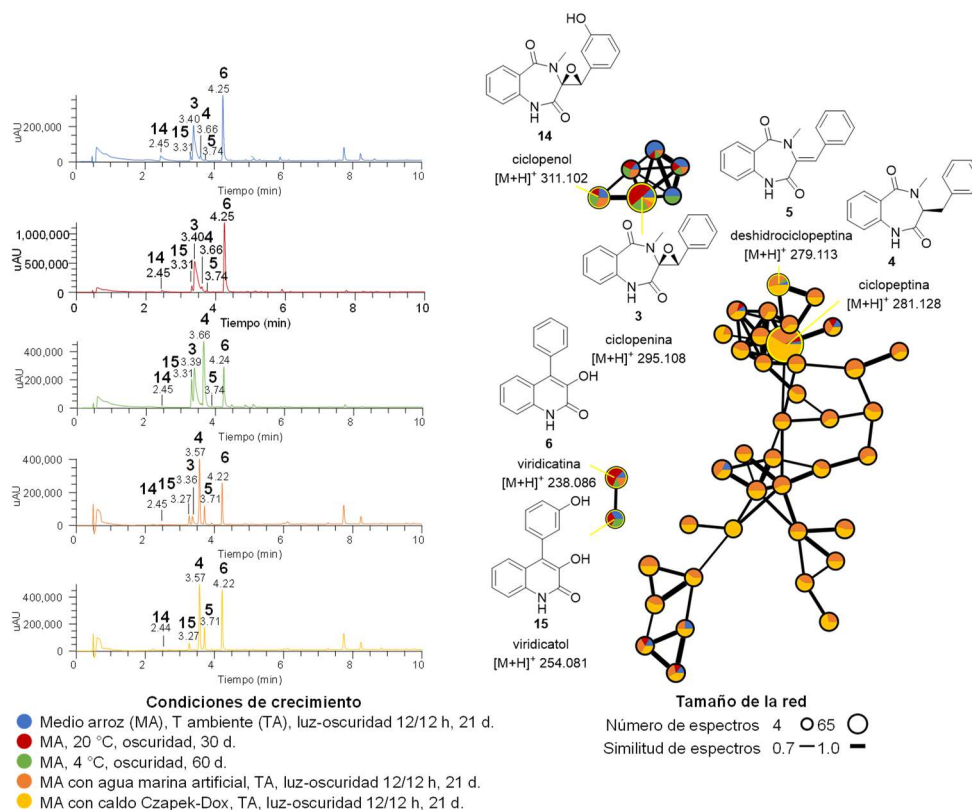 6
4.25
3
3.40
4
3.66
14
2.45
15
3.31
5
3.74
uAU
200,000
0
0 2 4 6 8 10
Tiempo (min)
6
4.25
3
3.40
4
3.66
15
3.31
14
2.45
5
3.74
uAU
1,000,000
500,000
0
0 2 4 6 8 10
Tiempo (min)
4
3.66
3
3.39
6
4.24
15
3.31
14
2.45
5
3.74
uAU
400,000
200,000
0
0 2 4 6 8 10
Tiempo (min)
4
3.57
3
3.36
6
4.22
14
2.45
15
3.27
5
3.71
uAU
400,000
200,000
0
0 2 4 6 8 10
Tiempo (min)
4
3.57
6
4.22
5
3.71
14
2.44
15
3.27
uAU
400,000
200,000
0
0 2 4 6 8 10
Tiempo (min)
HO
O
N
O
N
H
O
14
ciclopenol
[M+H]+ 311.102
O
N
O
N
H
O
3
ciclopenina
[M+H]+ 295.108
O
N
N
H
O
5
deshidrociclopeptina
[M+H]+ 279.113
O
N
N
H
O
4
ciclopeptina
[M+H]+ 281.128
OH
N
H
O
6
viridicatina
[M+H]+ 238.086
OH
OH
N
H
O
15
viridicatol
[M+H]+ 254.081
Condiciones de crecimiento
Medio arroz (MA), T ambiente (TA), luz-oscuridad 12/12 h, 21 d.
MA, 20 °C, oscuridad, 30 d.
MA, 4 °C, oscuridad, 60 d.
MA con agua marina artificial, TA, luz-oscuridad 12/12 h, 21 d.
MA con caldo Czapek-Dox, TA, luz-oscuridad 12/12 h, 21 d.
Tamaño de la red
Número de espectros 4 65
Similitud de espectros 0.7 1.0